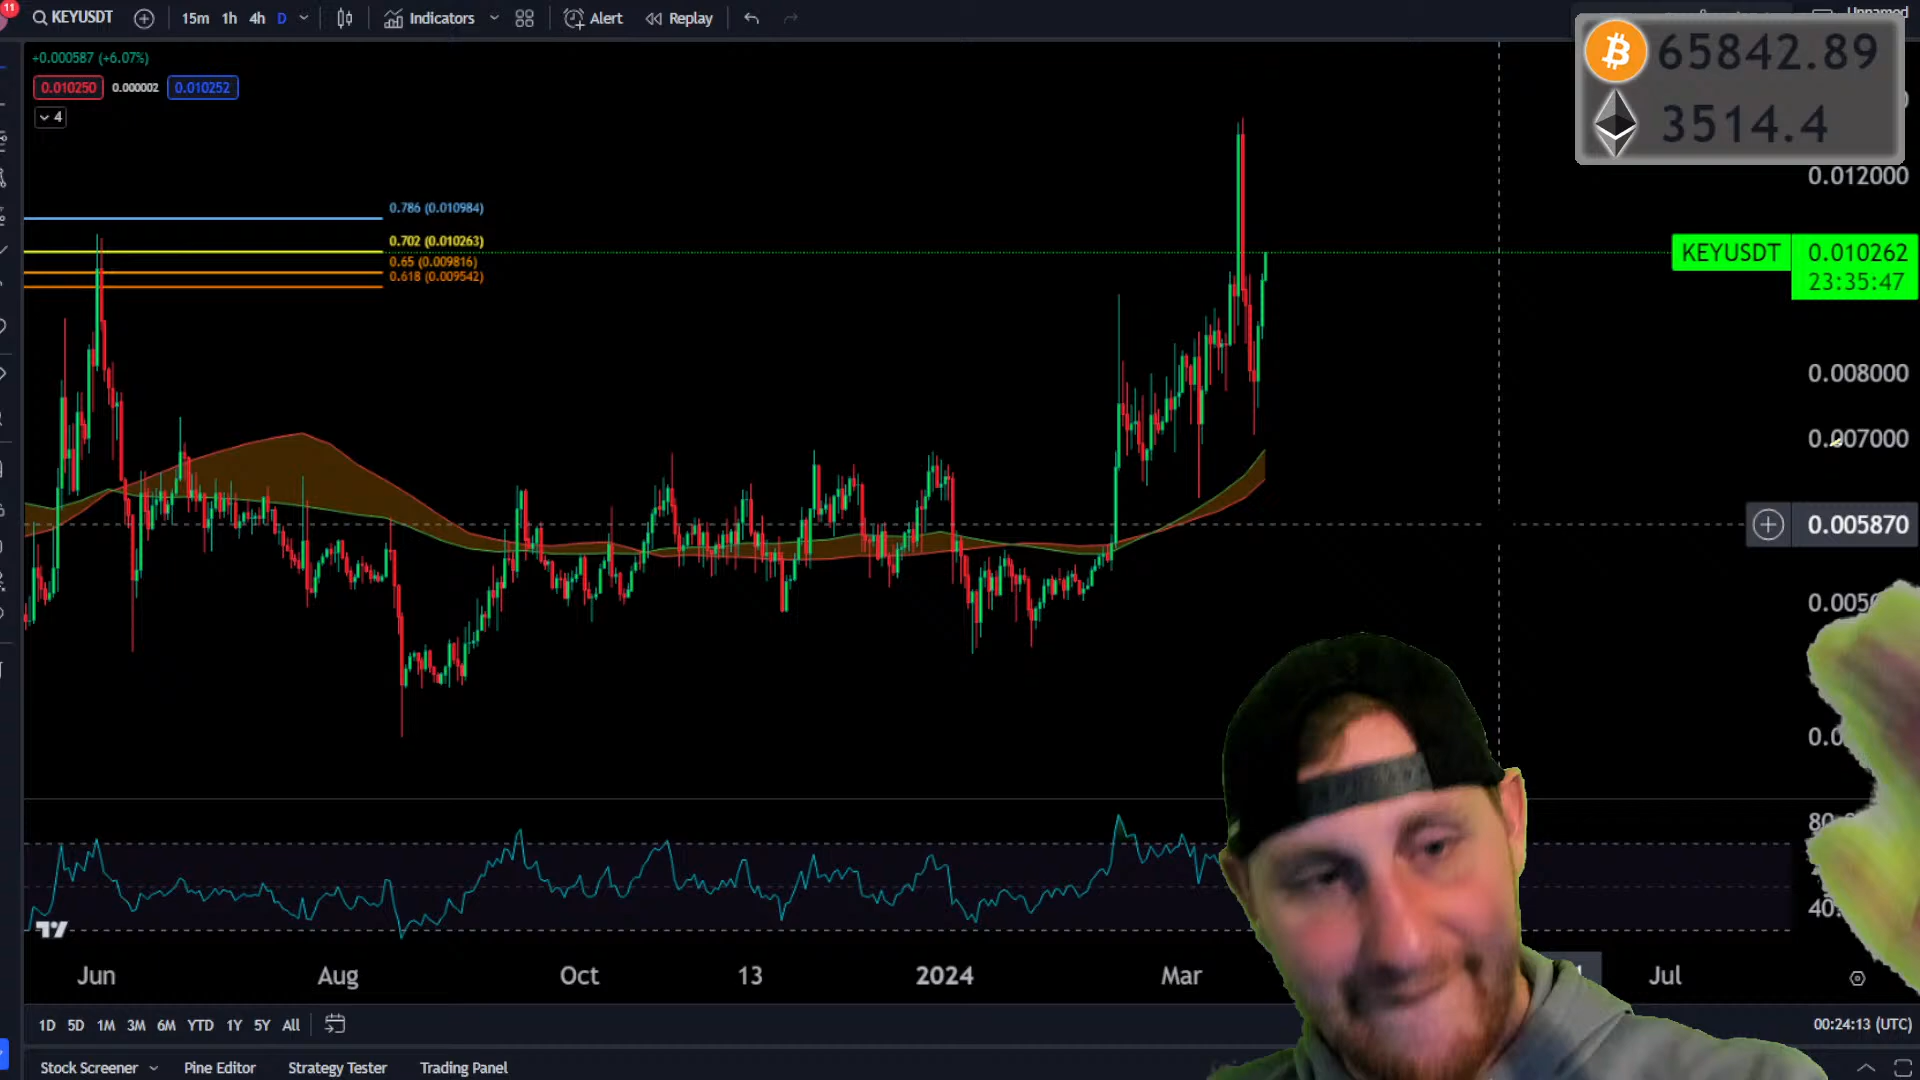 11
KEYUSDT
15m 1h 4h D
Indicators
Alert
Replay
Unnamed
65842.89
3514.4
+0.000587 (+6.07%)
0.010250 0.000002 0.010252
4
0.786 (0.010984)
0.702 (0.010263)
0.65 (0.009816)
0.618 (0.009542)
0.012000
KEYUSDT 0.010262
23:35:47
0.008000
0.007000
0.005870
Jun Aug Oct 13 2024 Mar Jul
1D 5D 1M 3M 6M YTD 1Y 5Y All
00:24:13 (UTC)
Stock Screener Pine Editor Strategy Tester Trading Panel